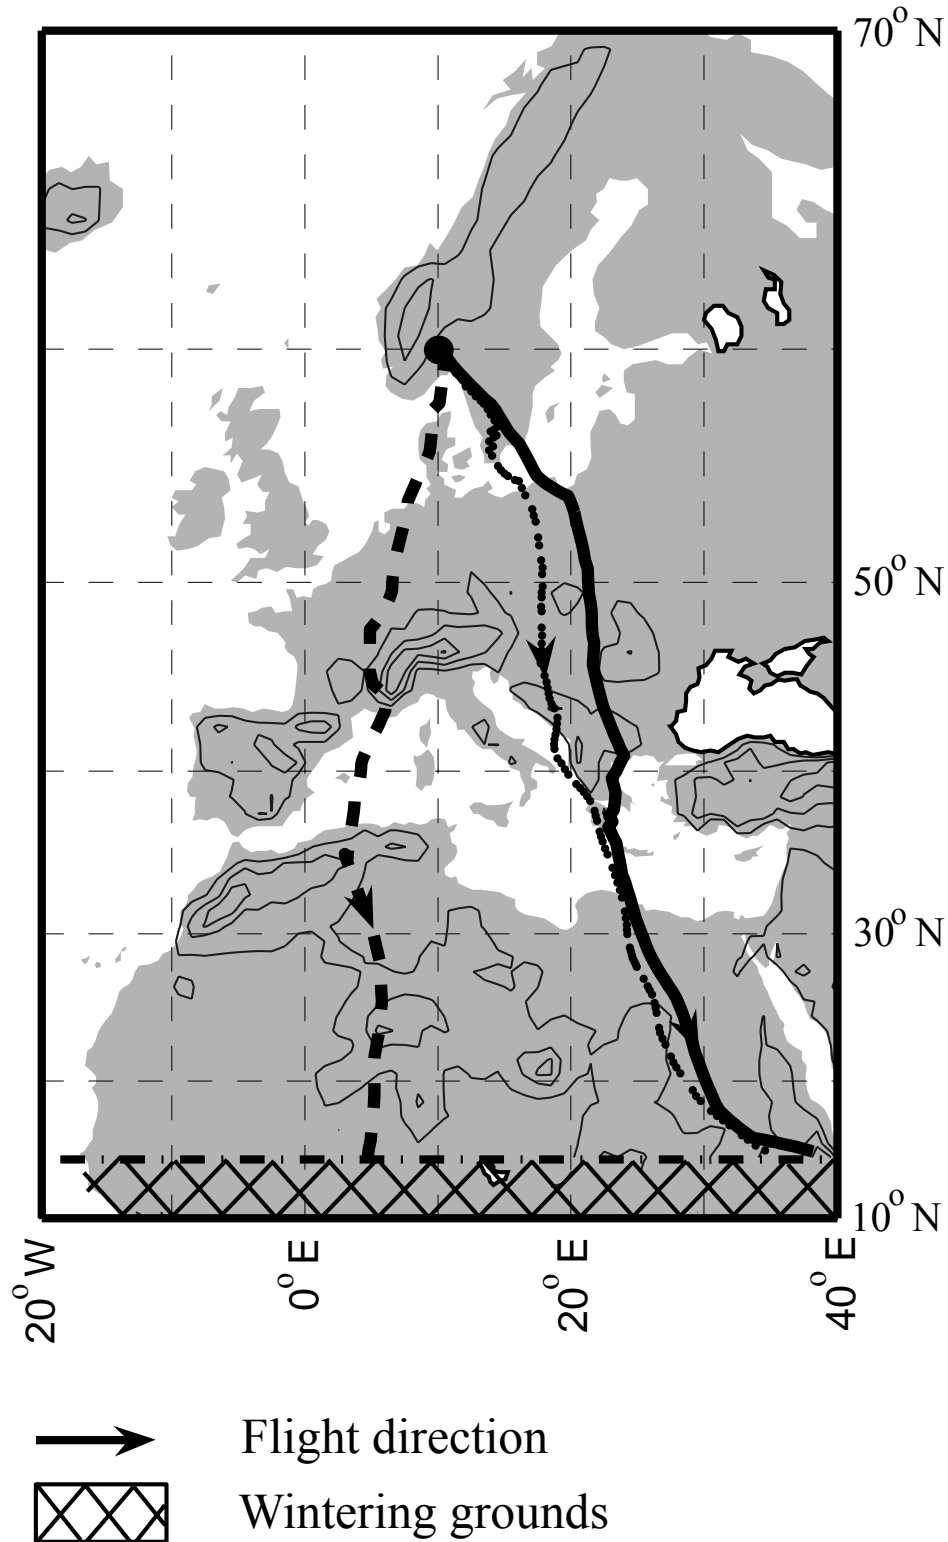 70° N
50° N
30° N
10° N
20° W
0° E
20° E
40° E
Flight direction
Wintering grounds